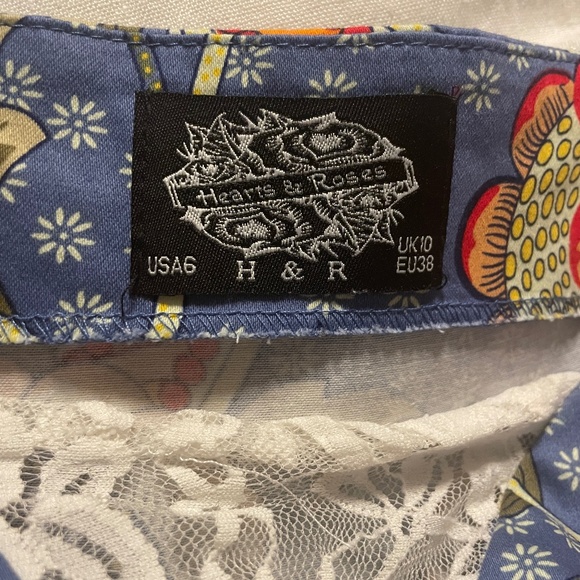 Hearts & Roses
USA6
H & R
UK10
EU38